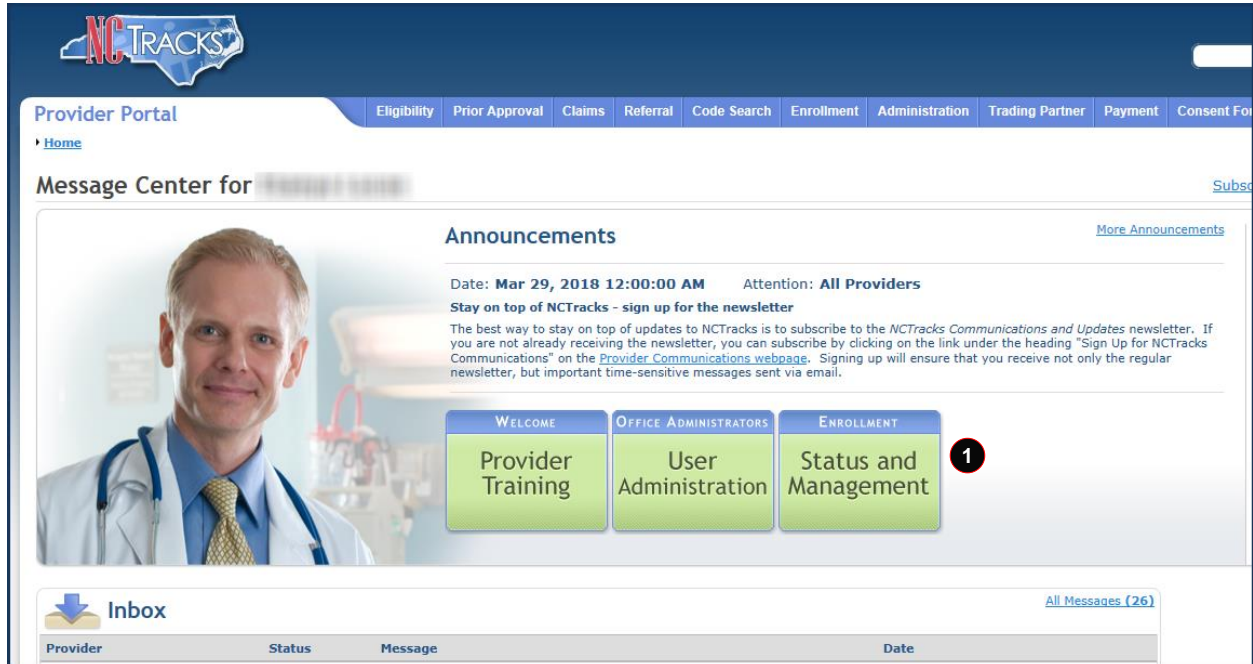 NCTRACKS
Provider Portal
Eligibility Prior Approval Claims Referral Code Search Enrollment Administration Trading Partner Payment Consent Fo
Home
Message Center for
Subsc
Announcements
More Announcements
Date: Mar 29, 2018 12:00:00 AM Attention: All Providers
Stay on top of NCTracks - sign up for the newsletter
The best way to stay on top of updates to NCTracks is to subscribe to the NCTracks Communications and Updates newsletter. If
you are not already receiving the newsletter, you can subscribe by clicking on the link under the heading "Sign Up for NCTracks
Communications" on the Provider Communications webpage. Signing up will ensure that you receive not only the regular
newsletter, but important time-sensitive messages sent via email.
WELCOME
Provider
Training
OFFICE ADMINISTRATORS
User
Administration
ENROLLMENT
Status and
Management
1
Inbox
All Messages (26)
Provider Status Message Date